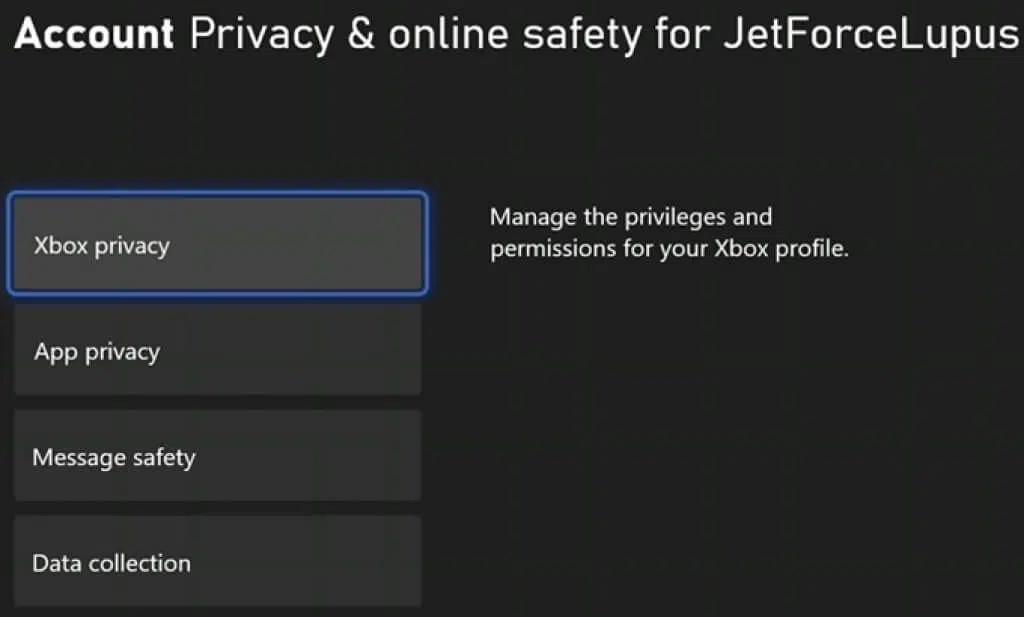 Account Privacy & online safety for JetForceLupus
Xbox privacy
Manage the privileges and
permissions for your Xbox profile.
App privacy
Message safety
Data collection